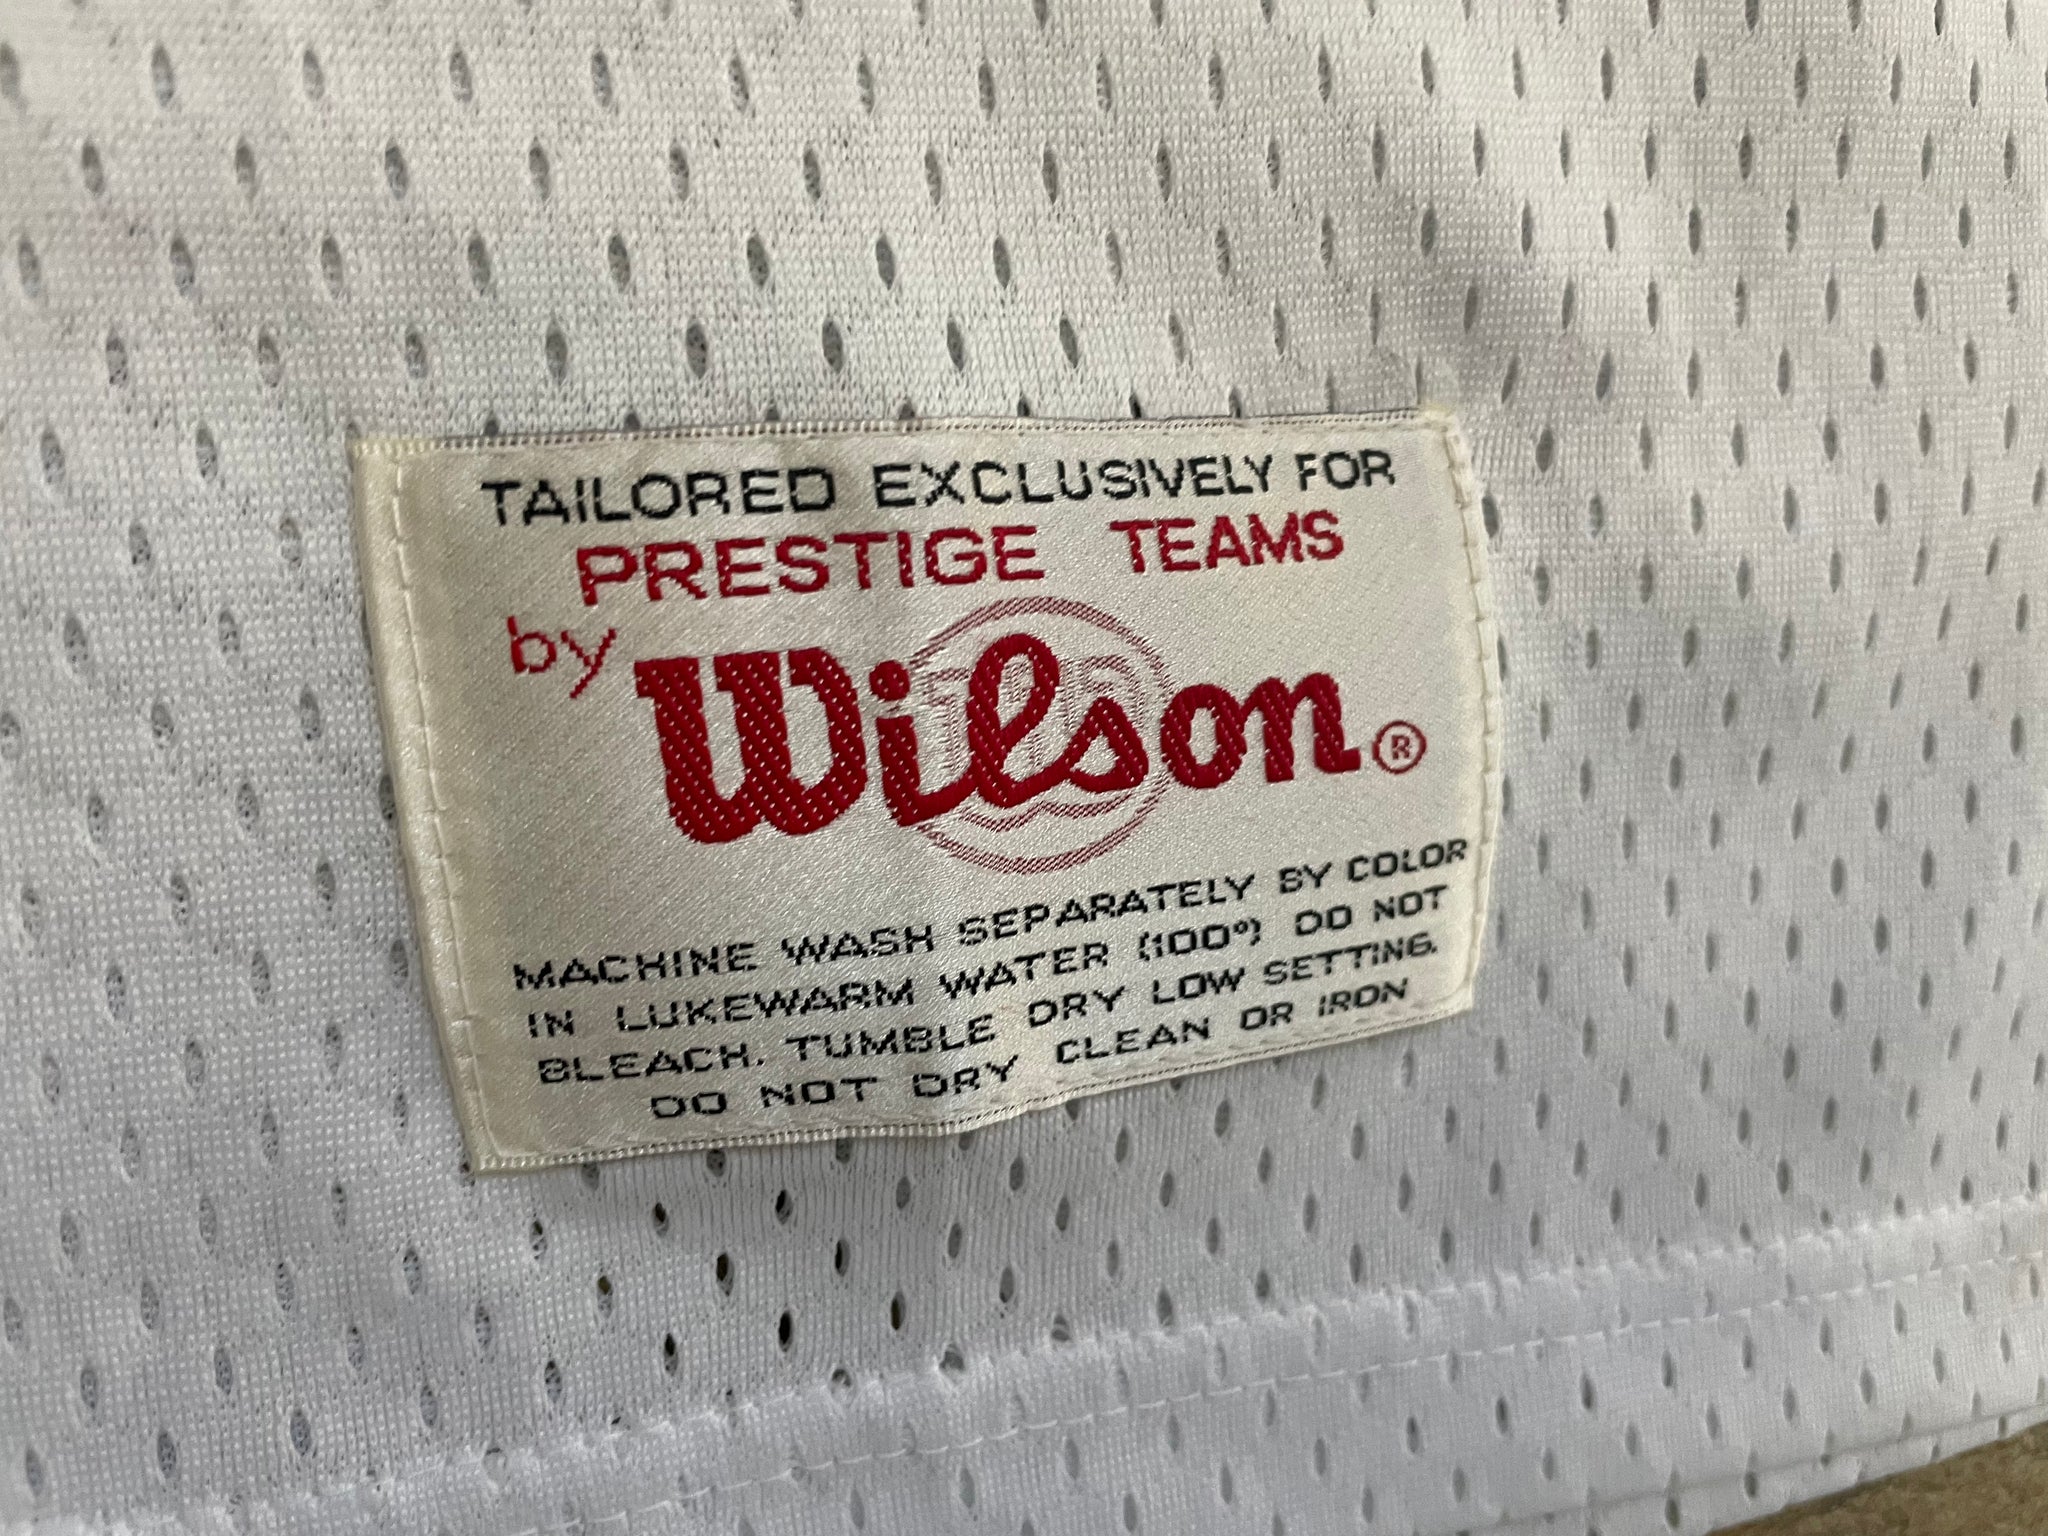 TAILORED EXCLUSIVELY FOR
PRESTIGE TEAMS
by Wilson ®
MACHINE WASH SEPARATELY BY COLOR
IN LUKEWARM WATER (100°) DO NOT
BLEACH. TUMBLE DRY LOW SETTING.
DO NOT DRY CLEAN OR IRON